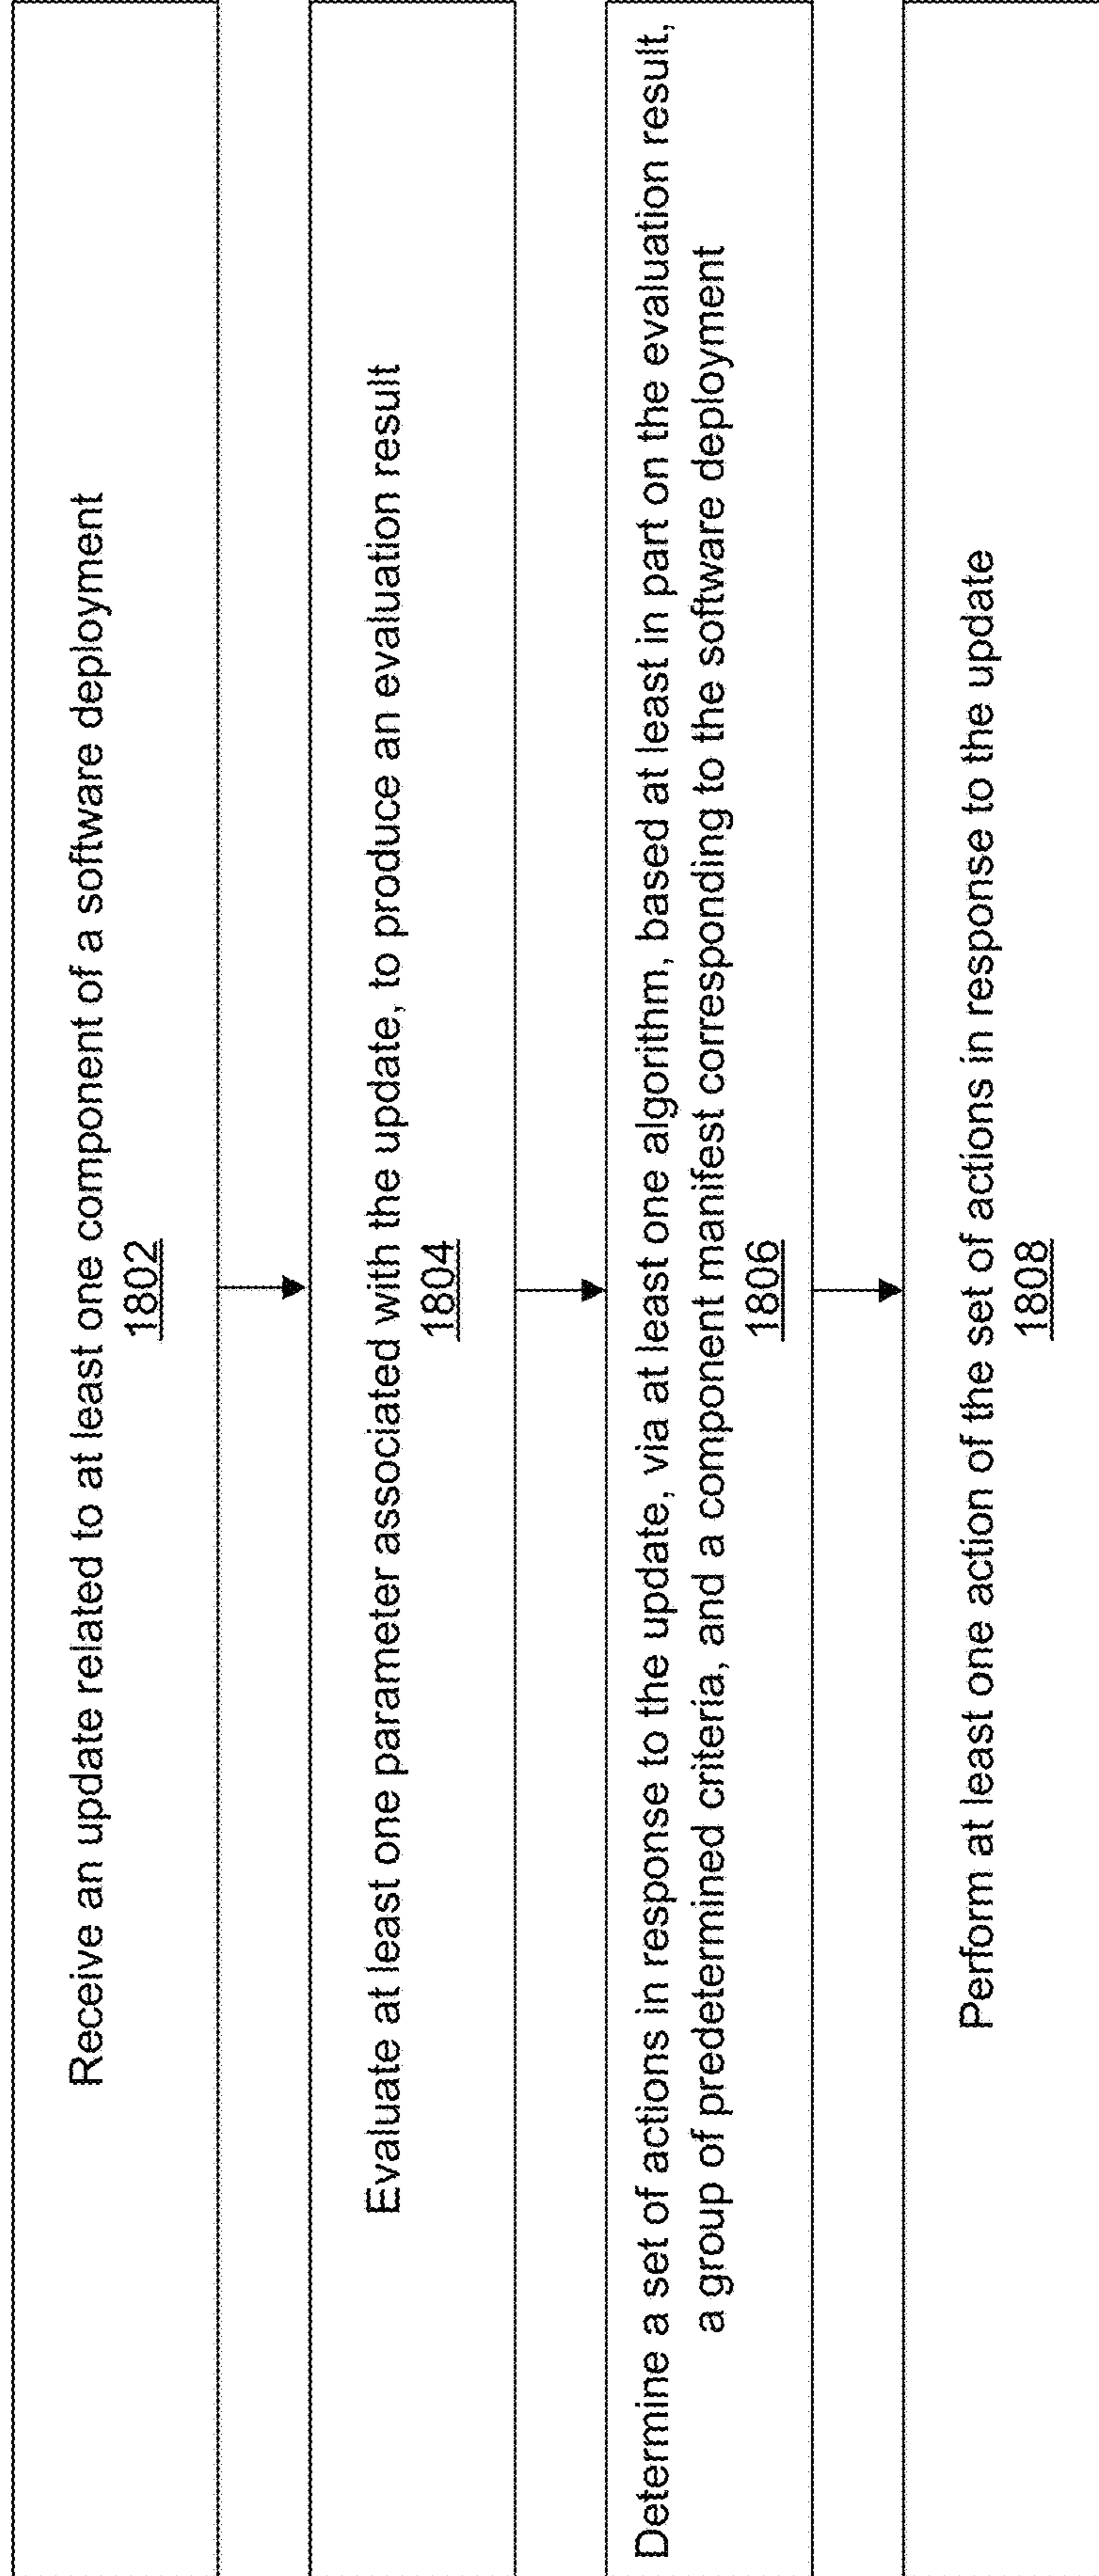 Receive an update related to at least one component of a software deployment
1802
Evaluate at least one parameter associated with the update, to produce an evaluation result
1804
Determine a set of actions in response to the update, via at least one algorithm, based at least in part on the evaluation result,
a group of predetermined criteria, and a component manifest corresponding to the software deployment
1806
Perform at least one action of the set of actions in response to the update
1808